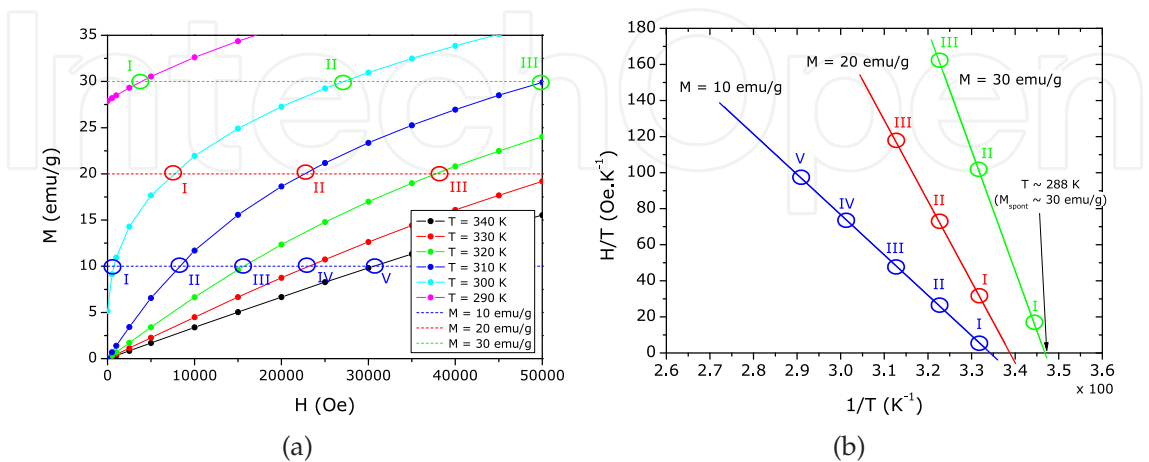 IntechOpen
M (emu/g)
35
30
25
20
15
10
5
0
I
II
III
I
II
III
I
II
III
IV
V
T = 340 K
T = 330 K
T = 320 K
T = 310 K
T = 300 K
T = 290 K
M = 10 emu/g
M = 20 emu/g
M = 30 emu/g
0 10000 20000 30000 40000 50000
H (Oe)
(a)
H/T (Oe.K⁻¹)
180
160
140
120
100
80
60
40
20
0
III
M = 20 emu/g
M = 30 emu/g
M = 10 emu/g
III
V
II
T ~ 288 K
(Mspont ~ 30 emu/g)
IV
II
III
II
I
I
I
2.6 2.7 2.8 2.9 3.0 3.1 3.2 3.3 3.4 3.5 3.6
x 100
1/T (K⁻¹)
(b)